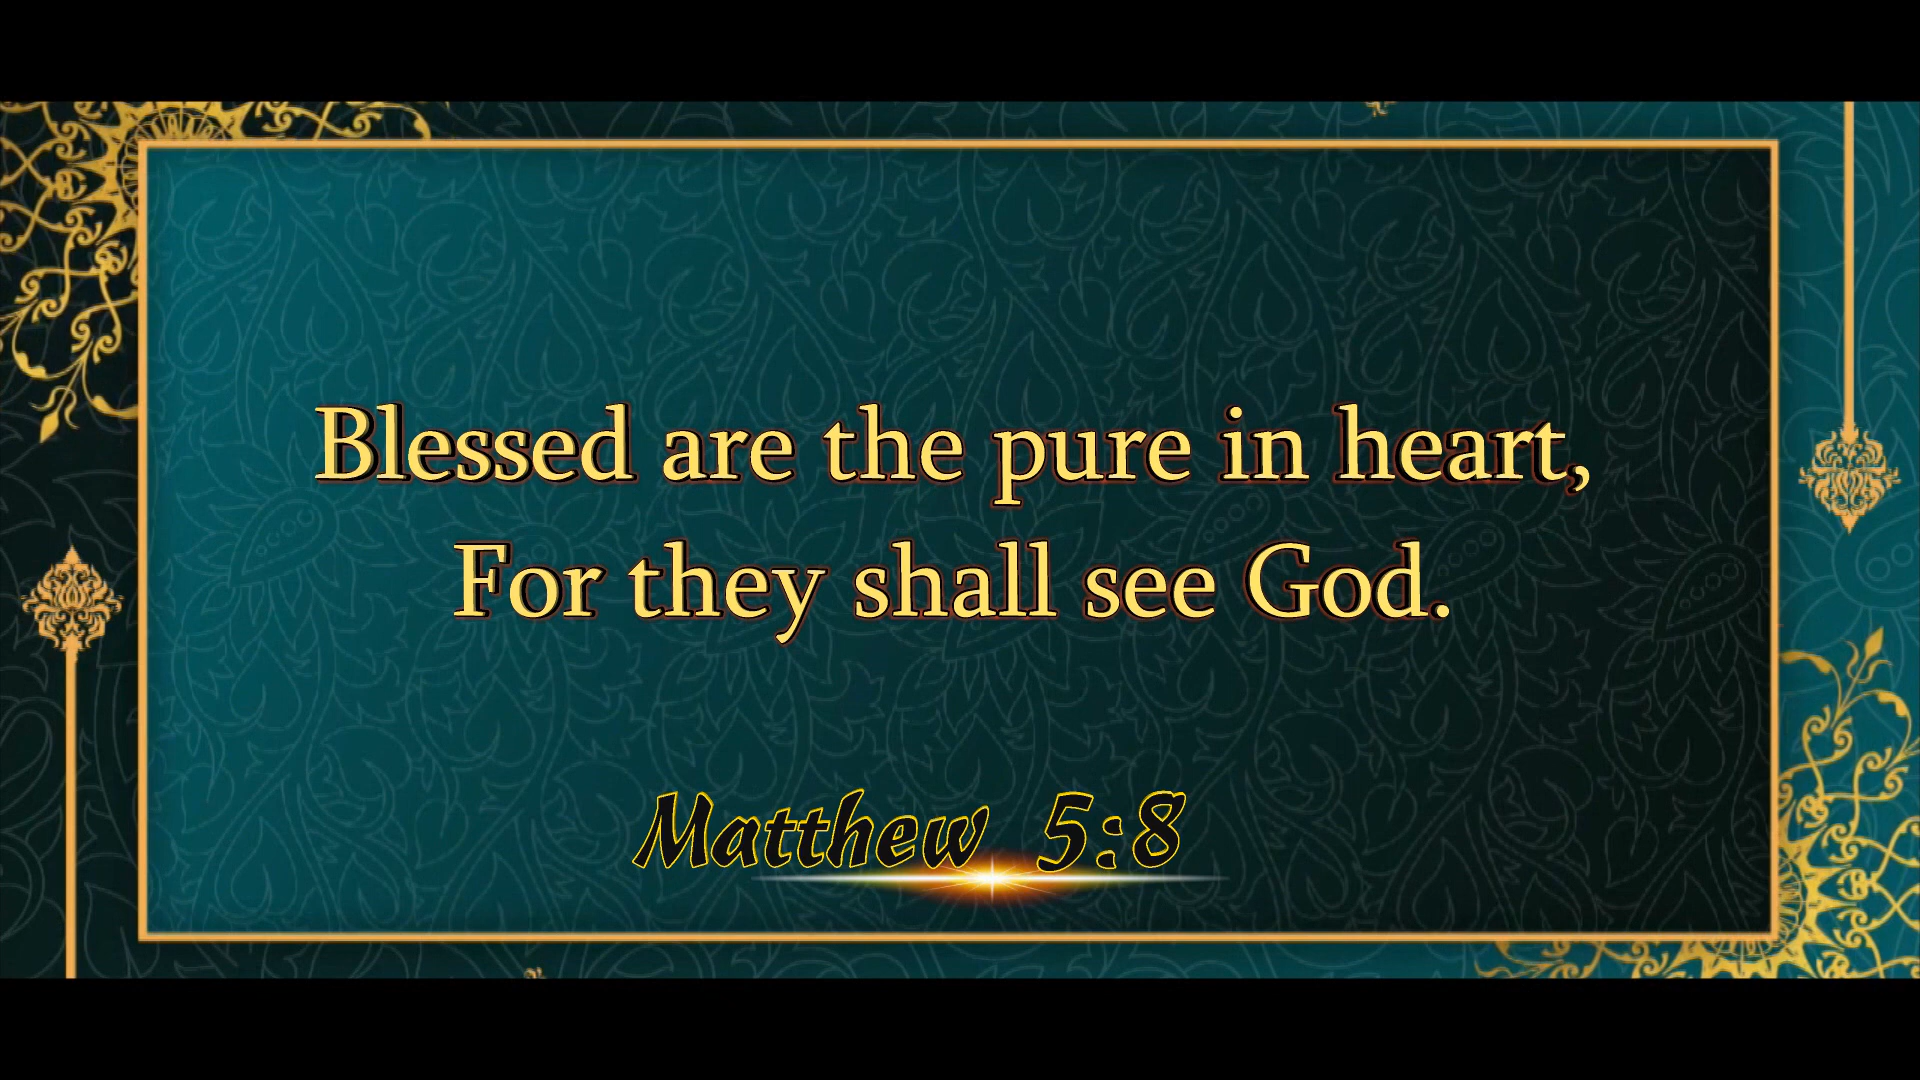 Blessed are the pure in heart,
For they shall see God.
Matthew 5:8